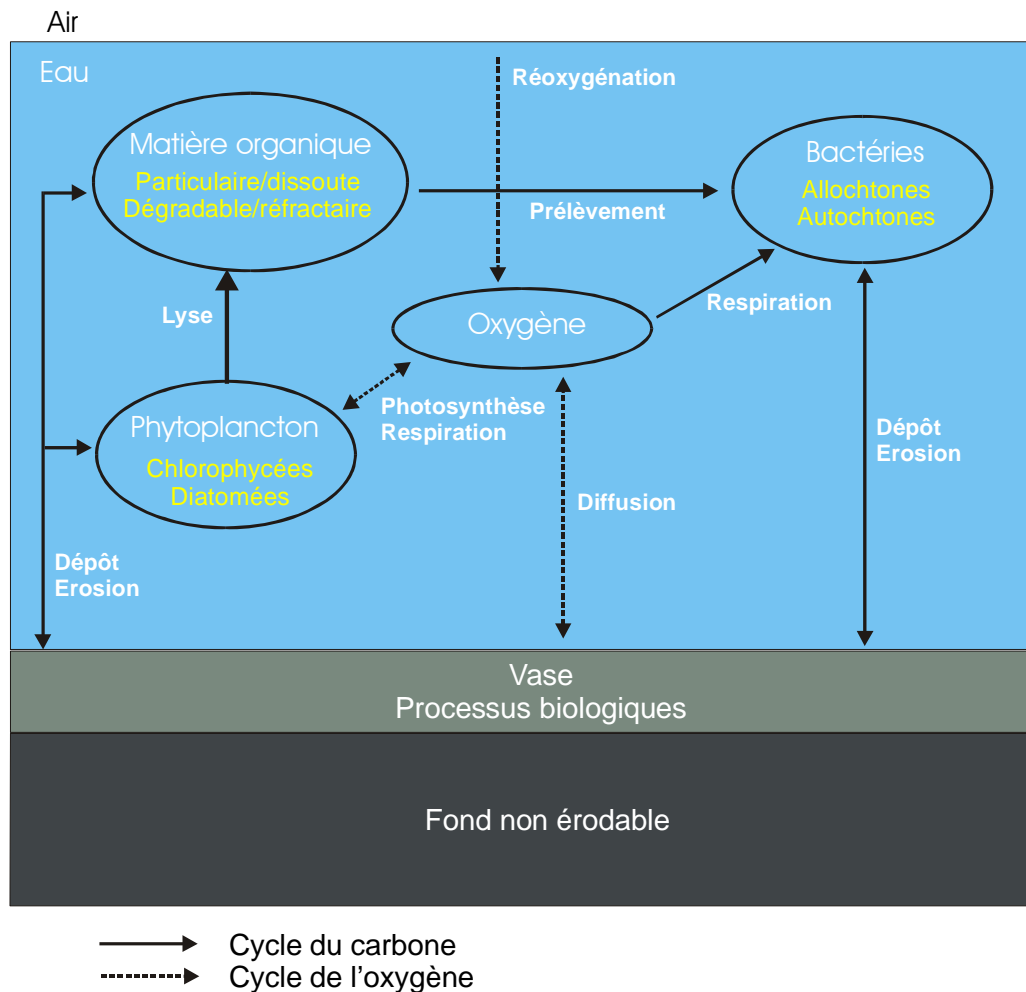 Air
Eau
Réoxygénation
Matière organique
Particulaire/dissoute
Dégradable/réfractaire
Bactéries
Allochtones
Autochtones
Prélèvement
Lyse
Oxygène
Respiration
Photosynthèse
Respiration
Phytoplancton
Chlorophycées
Diatomées
Dépôt
Erosion
Diffusion
Dépôt
Erosion
Vase
Processus biologiques
Fond non érodable
Cycle du carbone
Cycle de l'oxygène